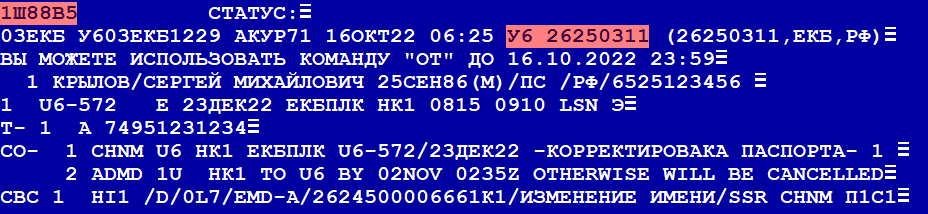 1Ш88В5 СТАТУС:☰
03ЕКБ У603ЕКБ1229 АКУР71 16ОКТ22 06:25 У6 26250311 (26250311,ЕКБ,РФ)☰
ВЫ МОЖЕТЕ ИСПОЛЬЗОВАТЬ КОМАНДУ "ОТ" ДО 16.10.2022 23:59☰
1 КРЫЛОВ/СЕРГЕЙ МИХАЙЛОВИЧ 25СЕН86(М)/ПС /РФ/6525123456 ☰
1 U6-572 Е 23ДЕК22 ЕКБПЛК НК1 0815 0910 LSN Э☰
Т- 1 А 74951231234☰
СО- 1 CHNM U6 НК1 ЕКБПЛК U6-572/23ДЕК22 -КОРРЕКТИРОВАКА ПАСПОРТА- 1 ☰
2 ADMD 1U НК1 TO U6 BY 02NOV 0235Z OTHERWISE WILL BE CANCELLED☰
СВС 1 HI1 /D/0L7/EMD-A/2624500006661К1/ИЗМЕНЕНИЕ ИМЕНИ/SSR CHNM П1С1☰